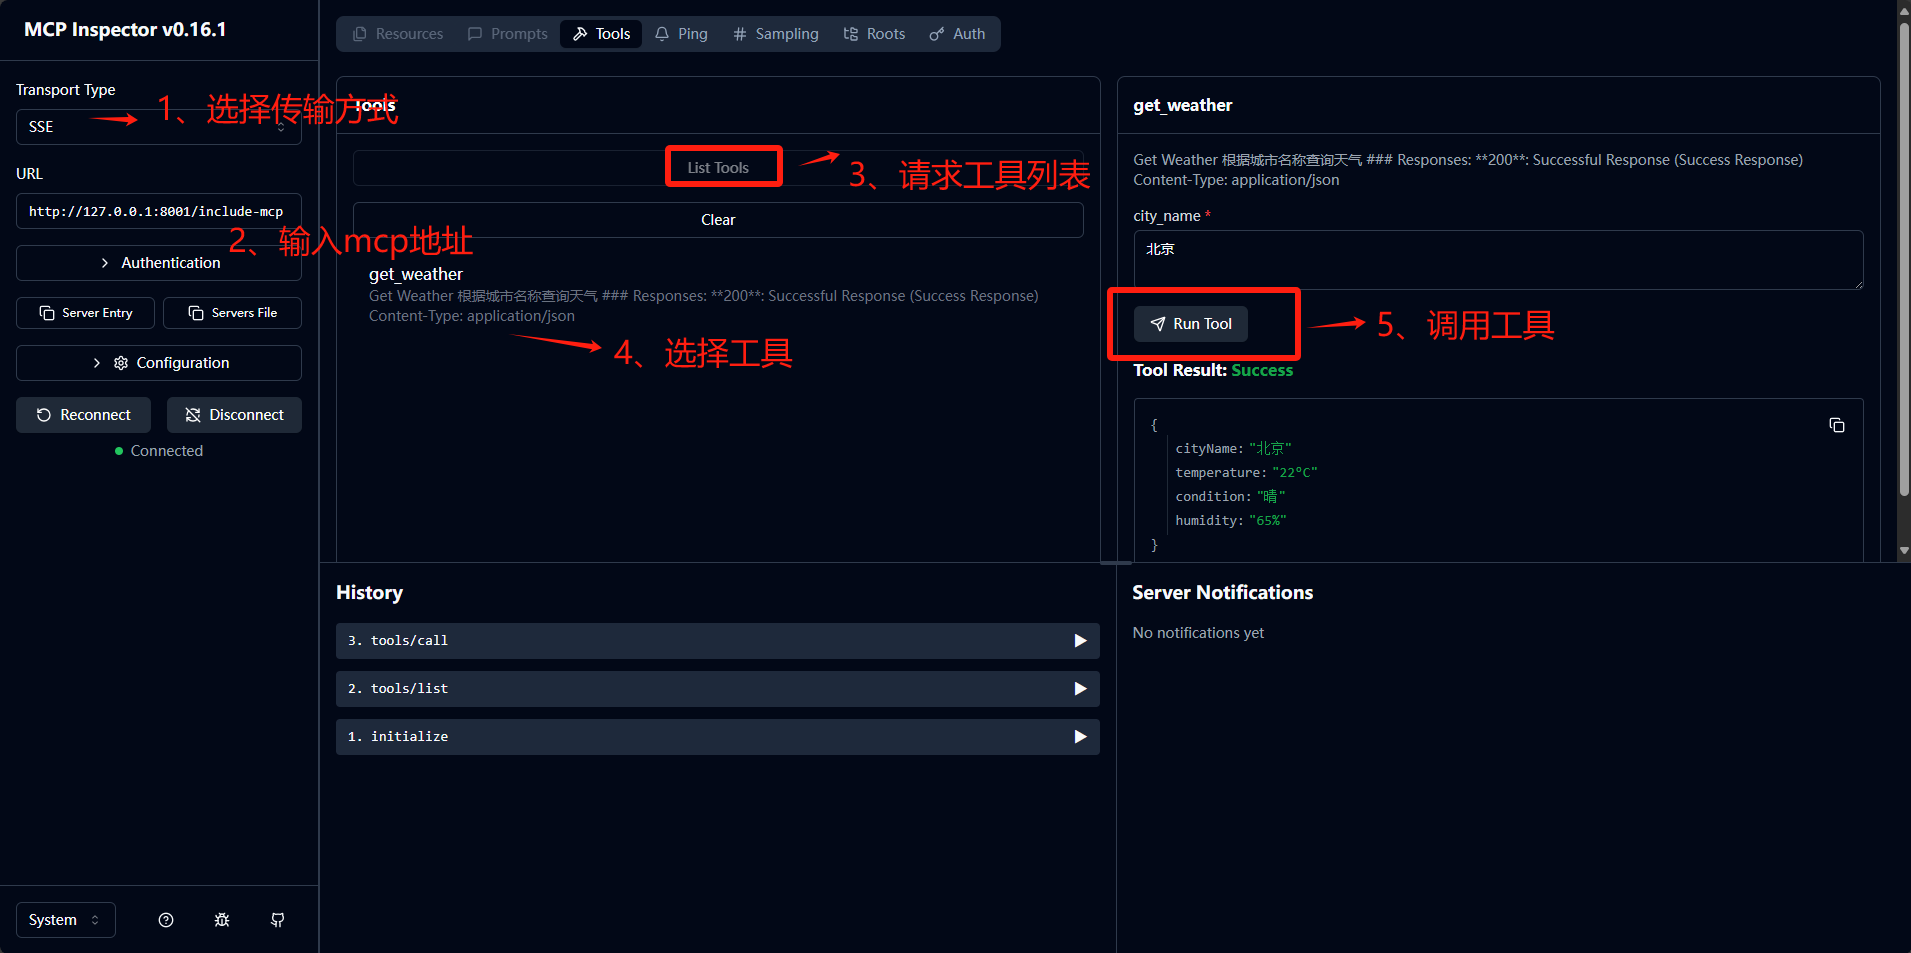 MCP Inspector v0.16.1
Transport Type
SSE
1、选择传输方式
URL
http://127.0.0.1:8001/include-mcp
2、输入mcp地址
Authentication
Server Entry
Servers File
Configuration
Reconnect
Disconnect
Connected
System
Resources
Prompts
Tools
Ping
Sampling
Roots
Auth
Tools
List Tools
3、请求工具列表
Clear
get_weather
Get Weather 根据城市名称查询天气 ### Responses: **200**: Successful Response (Success Response)
Content-Type: application/json
4、选择工具
get_weather
Get Weather 根据城市名称查询天气 ### Responses: **200**: Successful Response (Success Response)
Content-Type: application/json
city_name *
北京
Run Tool
5、调用工具
Tool Result: Success
{
cityName: "北京"
temperature: "22°C"
condition: "晴"
humidity: "65%"
}
History
3. tools/call
2. tools/list
1. initialize
Server Notifications
No notifications yet